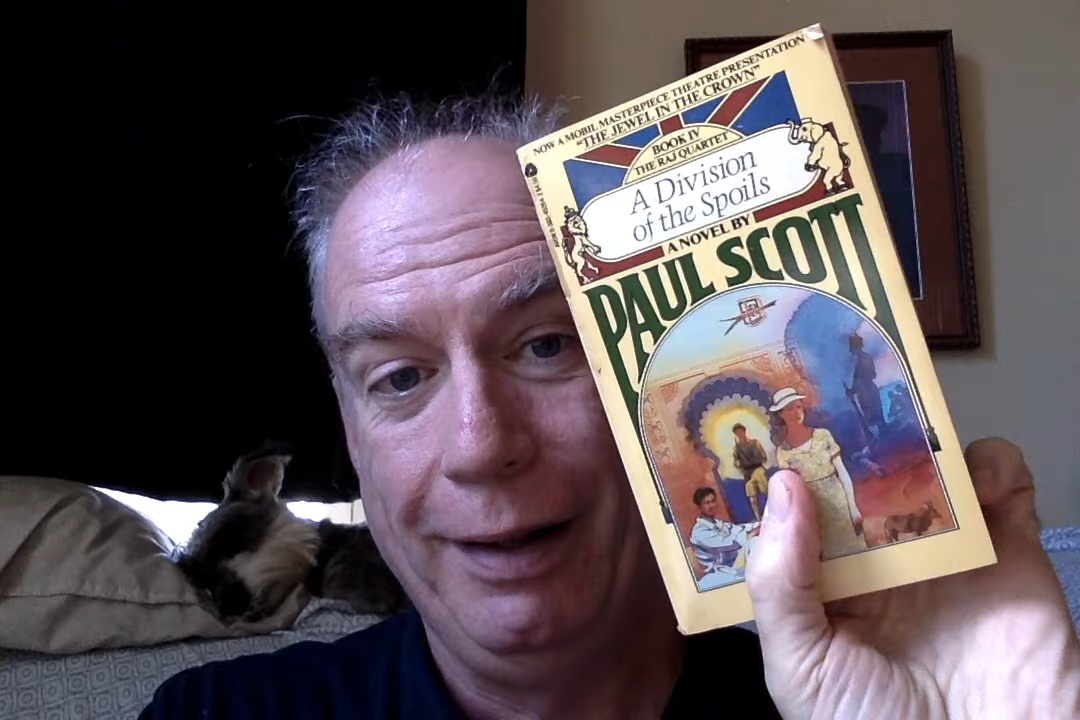 NOW A MOBIL MASTERPIECE THEATRE PRESENTATION
"THE JEWEL IN THE CROWN"
BOOK IV
THE RAJ QUARTET
A Division
of the Spoils
A NOVEL BY
PAUL SCOTT